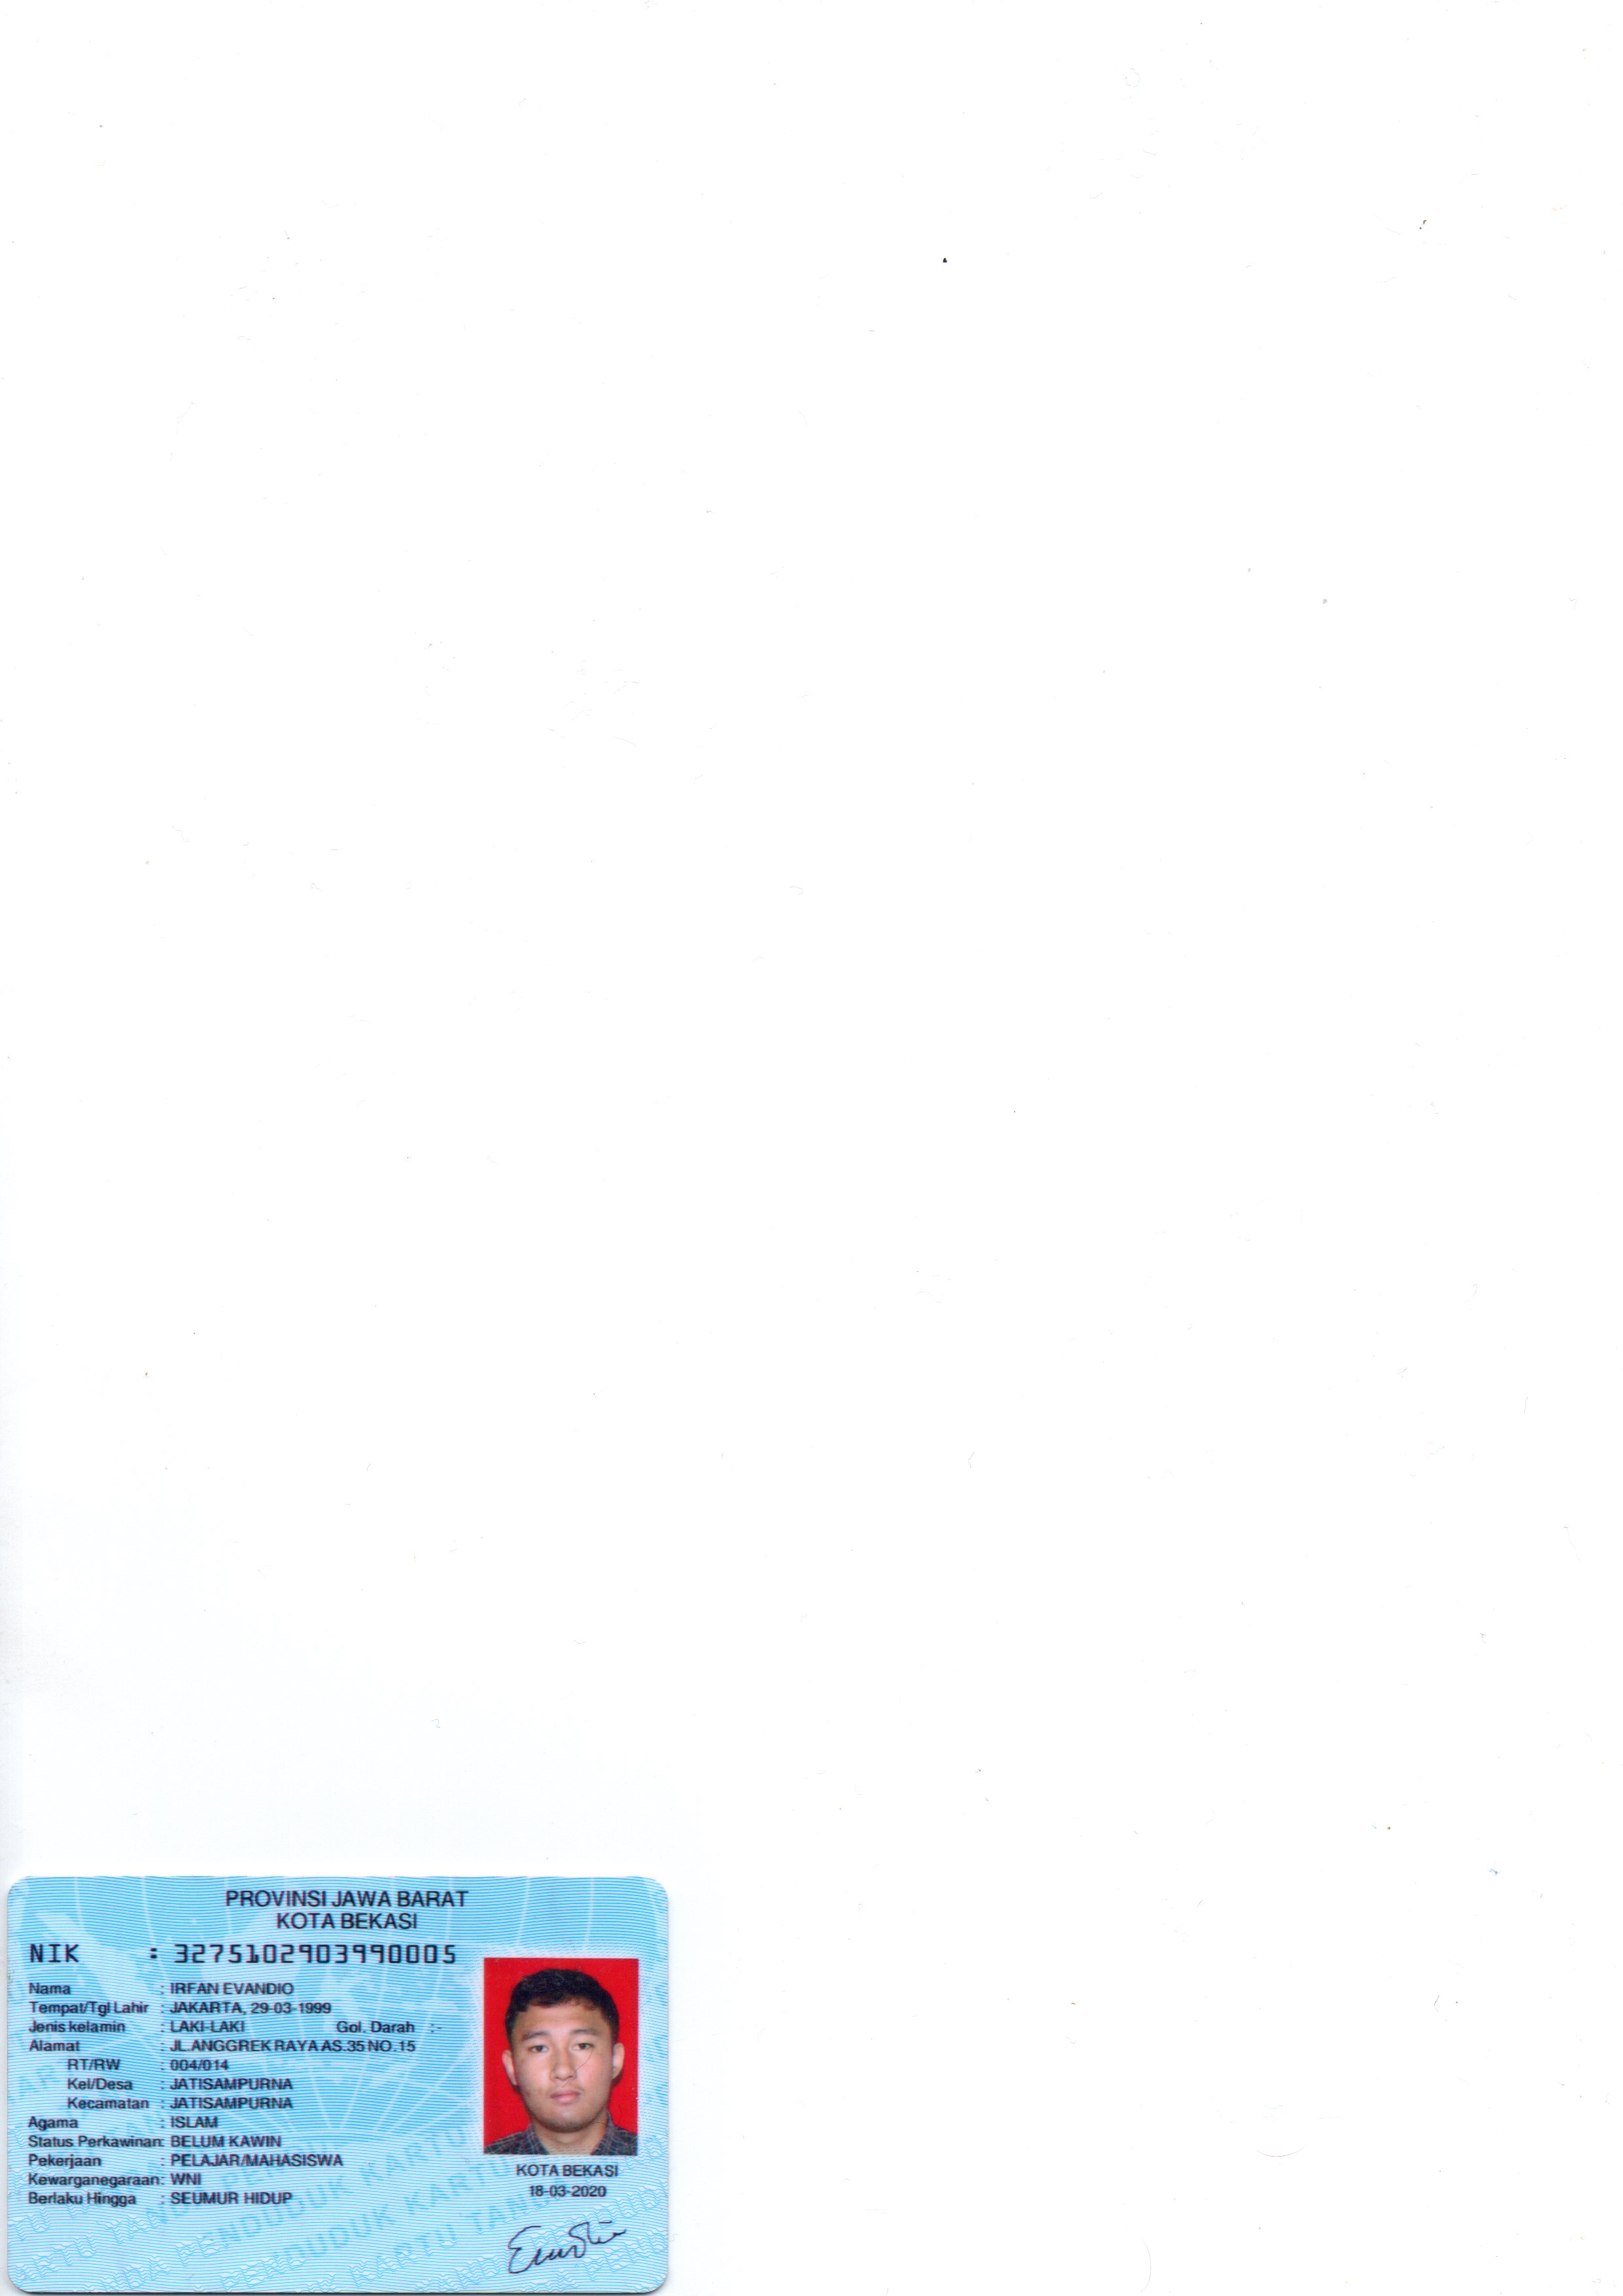 PROVINSI JAWA BARAT
KOTA BEKASI
NIK : 3275102903990005
Nama : IRFAN EVANDIO
Tempat/Tgl Lahir : JAKARTA, 29-03-1999
Jenis kelamin : LAKI-LAKI Gol. Darah :-
Alamat : JL.ANGGREK RAYA AS.35 NO.15
RT/RW : 004/014
Kel/Desa : JATISAMPURNA
Kecamatan : JATISAMPURNA
Agama : ISLAM
Status Perkawinan: BELUM KAWIN
Pekerjaan : PELAJAR/MAHASISWA
Kewarganegaraan: WNI
Berlaku Hingga : SEUMUR HIDUP
KOTA BEKASI
18-03-2020